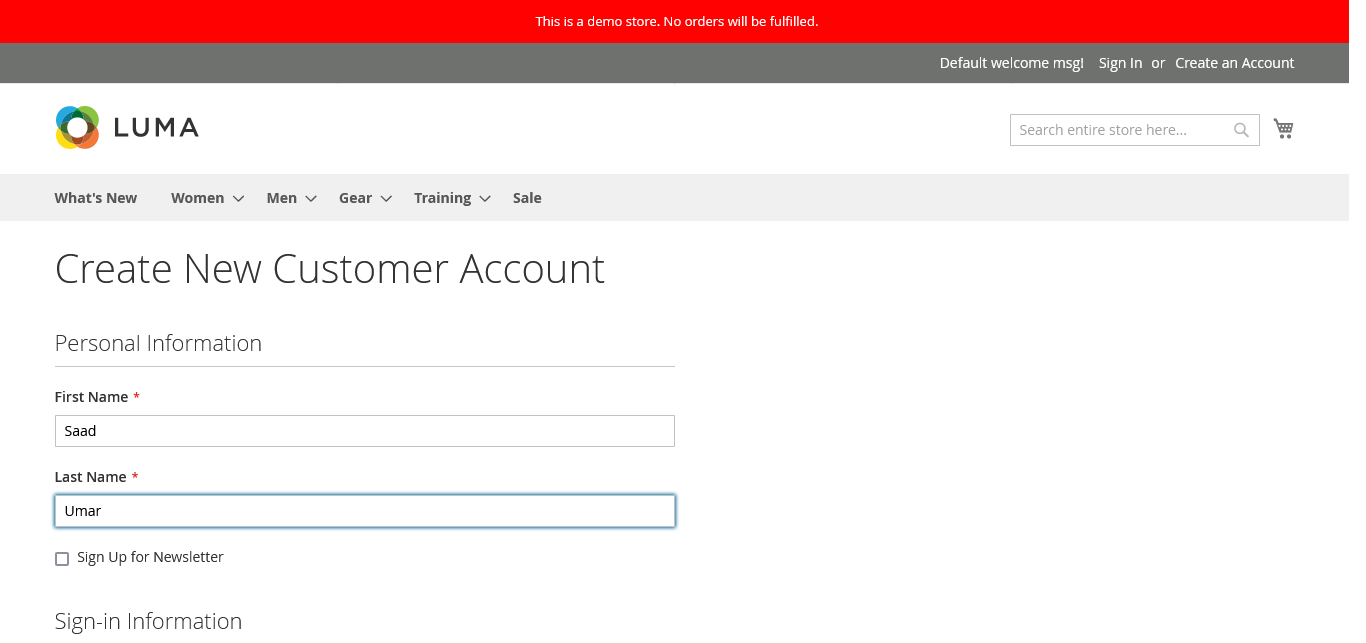 This is a demo store. No orders will be fulfilled.
Default welcome msg! Sign In or Create an Account
LUMA
Search entire store here...
What's New Women Men Gear Training Sale
Create New Customer Account
Personal Information
First Name *
Saad
Last Name *
Umar
Sign Up for Newsletter
Sign-in Information